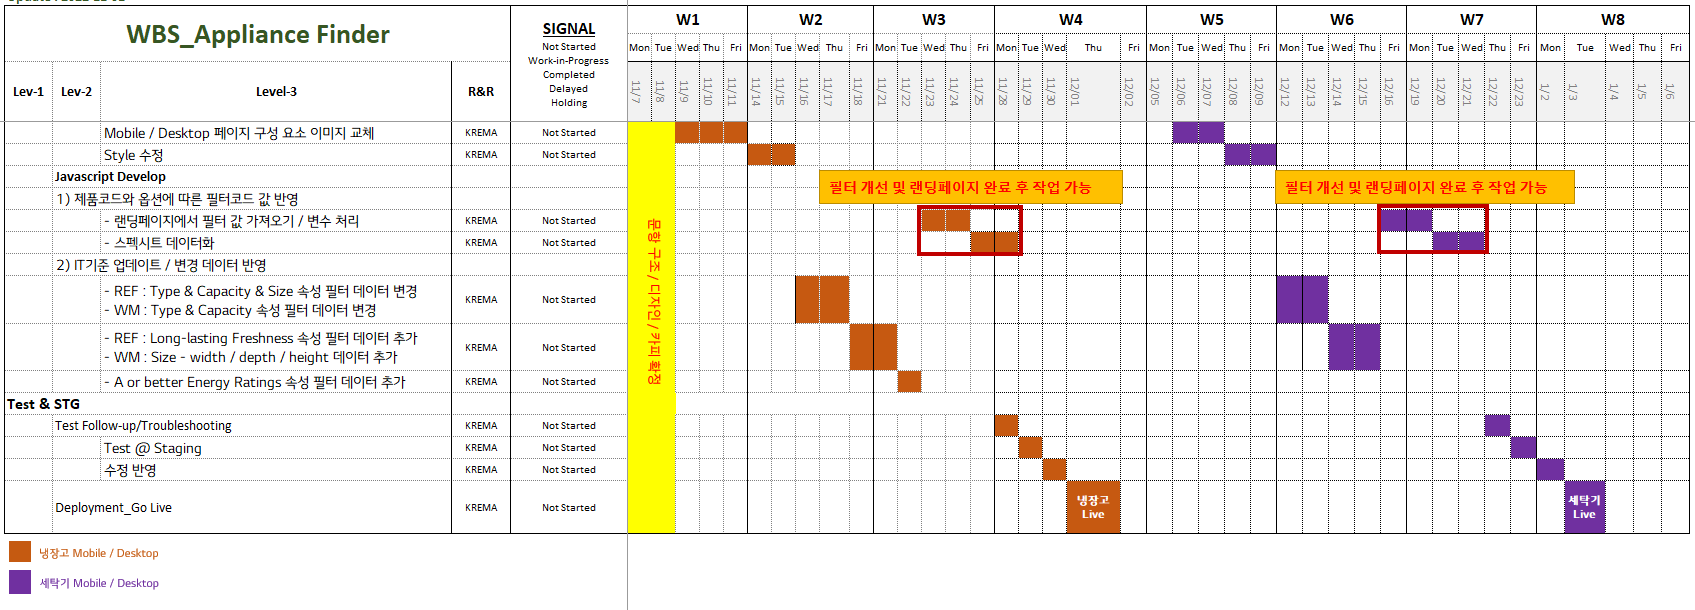 WBS_Appliance Finder
SIGNAL
Not Started
Work-in-Progress
Completed
Delayed
Holding
W1 W2 W3 W4 W5 W6 W7 W8
Mon Tue Wed Thu Fri Mon Tue Wed Thu Fri Mon Tue Wed Thu Fri Mon Tue Wed Thu Fri Mon Tue Wed Thu Fri Mon Tue Wed Thu Fri Mon Tue Wed Thu Fri Mon Tue Wed Thu Fri
Lev-1 Lev-2 Level-3 R&R
11/7 11/8 11/9 11/10 11/11 11/14 11/15 11/16 11/17 11/18 11/21 11/22 11/23 11/24 11/25 11/28 11/29 11/30 12/01 12/02 12/05 12/06 12/07 12/08 12/09 12/12 12/13 12/14 12/15 12/16 12/19 12/20 12/21 12/22 12/23 1/2 1/3 1/4 1/5 1/6
Mobile / Desktop 페이지 구성 요소 이미지 교체 KREMA Not Started
Style 수정 KREMA Not Started
Javascript Develop
필터 개선 및 랜딩페이지 완료 후 작업 가능 필터 개선 및 랜딩페이지 완료 후 작업 가능
1) 제품코드와 옵션에 따른 필터코드 값 반영
- 랜딩페이지에서 필터 값 가져오기 / 변수 처리 KREMA Not Started
- 스펙시트 데이터화 KREMA Not Started
문항 구조 / 디자인 / 카피 확정
2) IT기준 업데이트 / 변경 데이터 반영
- REF : Type & Capacity & Size 속성 필터 데이터 변경
- WM : Type & Capacity 속성 필터 데이터 변경
KREMA Not Started
- REF : Long-lasting Freshness 속성 필터 데이터 추가
- WM : Size - width / depth / height 데이터 추가
KREMA Not Started
- A or better Energy Ratings 속성 필터 데이터 추가 KREMA Not Started
Test & STG
Test Follow-up/Troubleshooting KREMA Not Started
Test @ Staging KREMA Not Started
수정 반영 KREMA Not Started
Deployment_Go Live KREMA Not Started
냉장고
Live
세탁기
Live
냉장고 Mobile / Desktop
세탁기 Mobile / Desktop